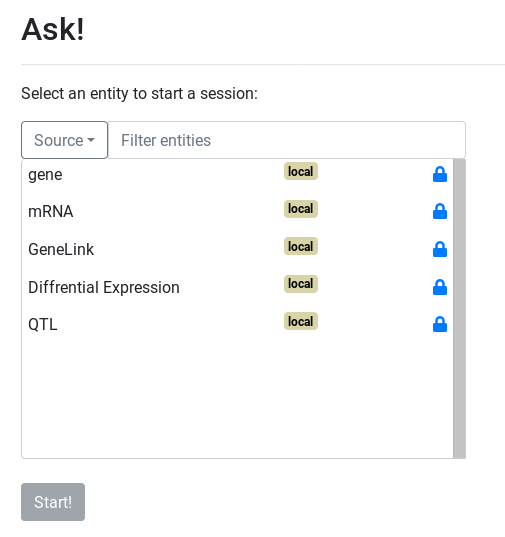 Ask!
Select an entity to start a session:
Source Filter entities
gene local
mRNA local
GeneLink local
Diffrential Expression local
QTL local
Start!